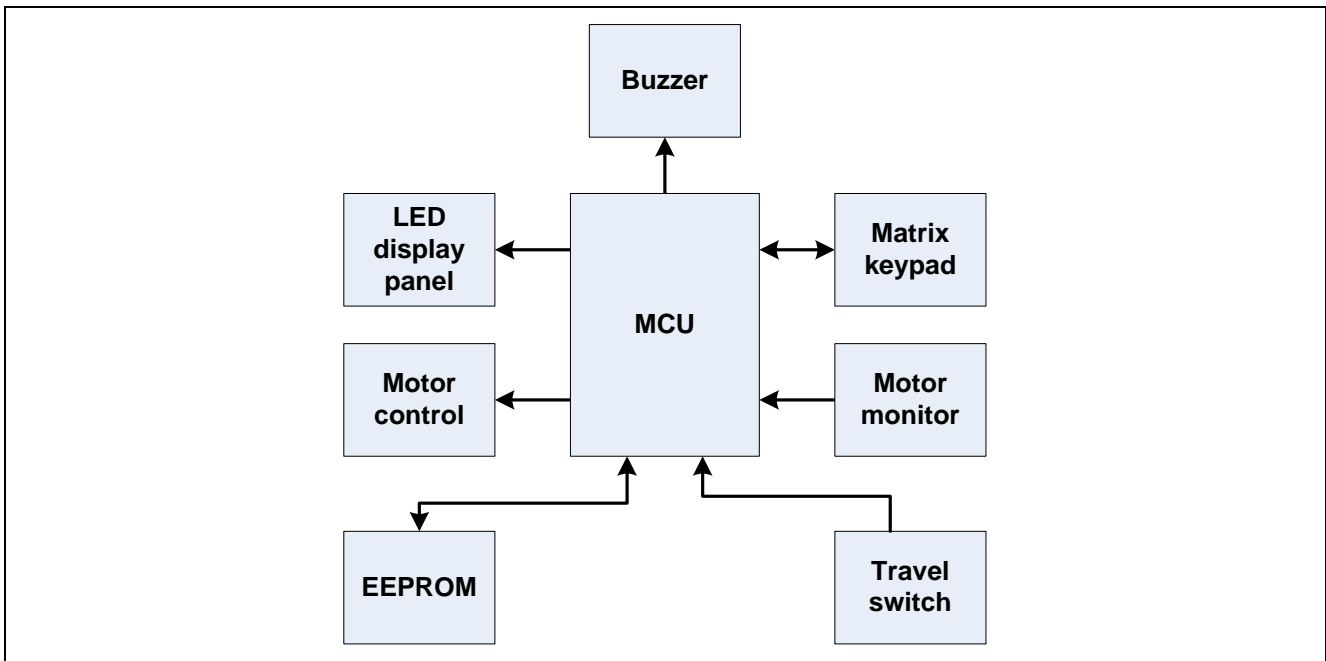 Buzzer
LED
display
panel
MCU
Matrix
keypad
Motor
control
Motor
monitor
EEPROM
Travel
switch